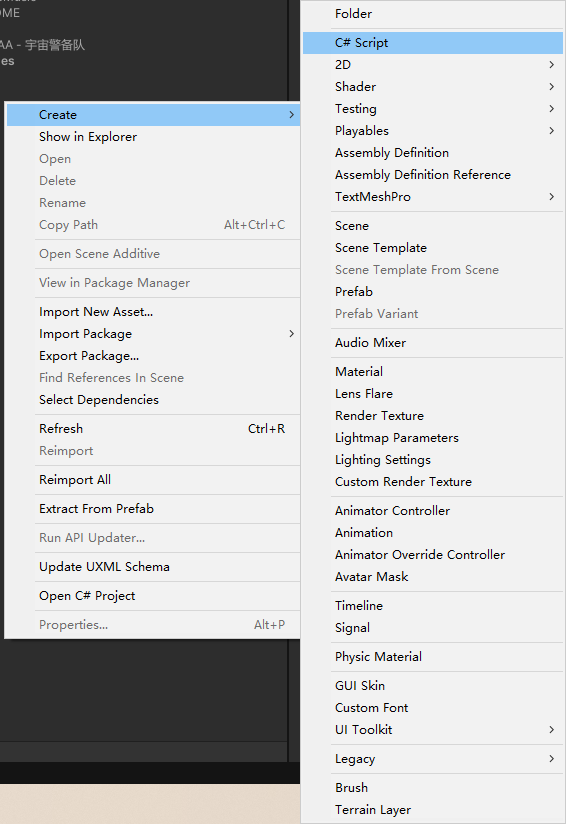 OME
AA - 宇宙警备队
es
Create
Show in Explorer
Open
Delete
Rename
Copy Path Alt+Ctrl+C
Open Scene Additive
View in Package Manager
Import New Asset...
Import Package
Export Package...
Find References In Scene
Select Dependencies
Refresh Ctrl+R
Reimport
Reimport All
Extract From Prefab
Run API Updater...
Update UXML Schema
Open C# Project
Properties... Alt+P
Folder
C# Script
2D
Shader
Testing
Playables
Assembly Definition
Assembly Definition Reference
TextMeshPro
Scene
Scene Template
Scene Template From Scene
Prefab
Prefab Variant
Audio Mixer
Material
Lens Flare
Render Texture
Lightmap Parameters
Lighting Settings
Custom Render Texture
Animator Controller
Animation
Animator Override Controller
Avatar Mask
Timeline
Signal
Physic Material
GUI Skin
Custom Font
UI Toolkit
Legacy
Brush
Terrain Layer